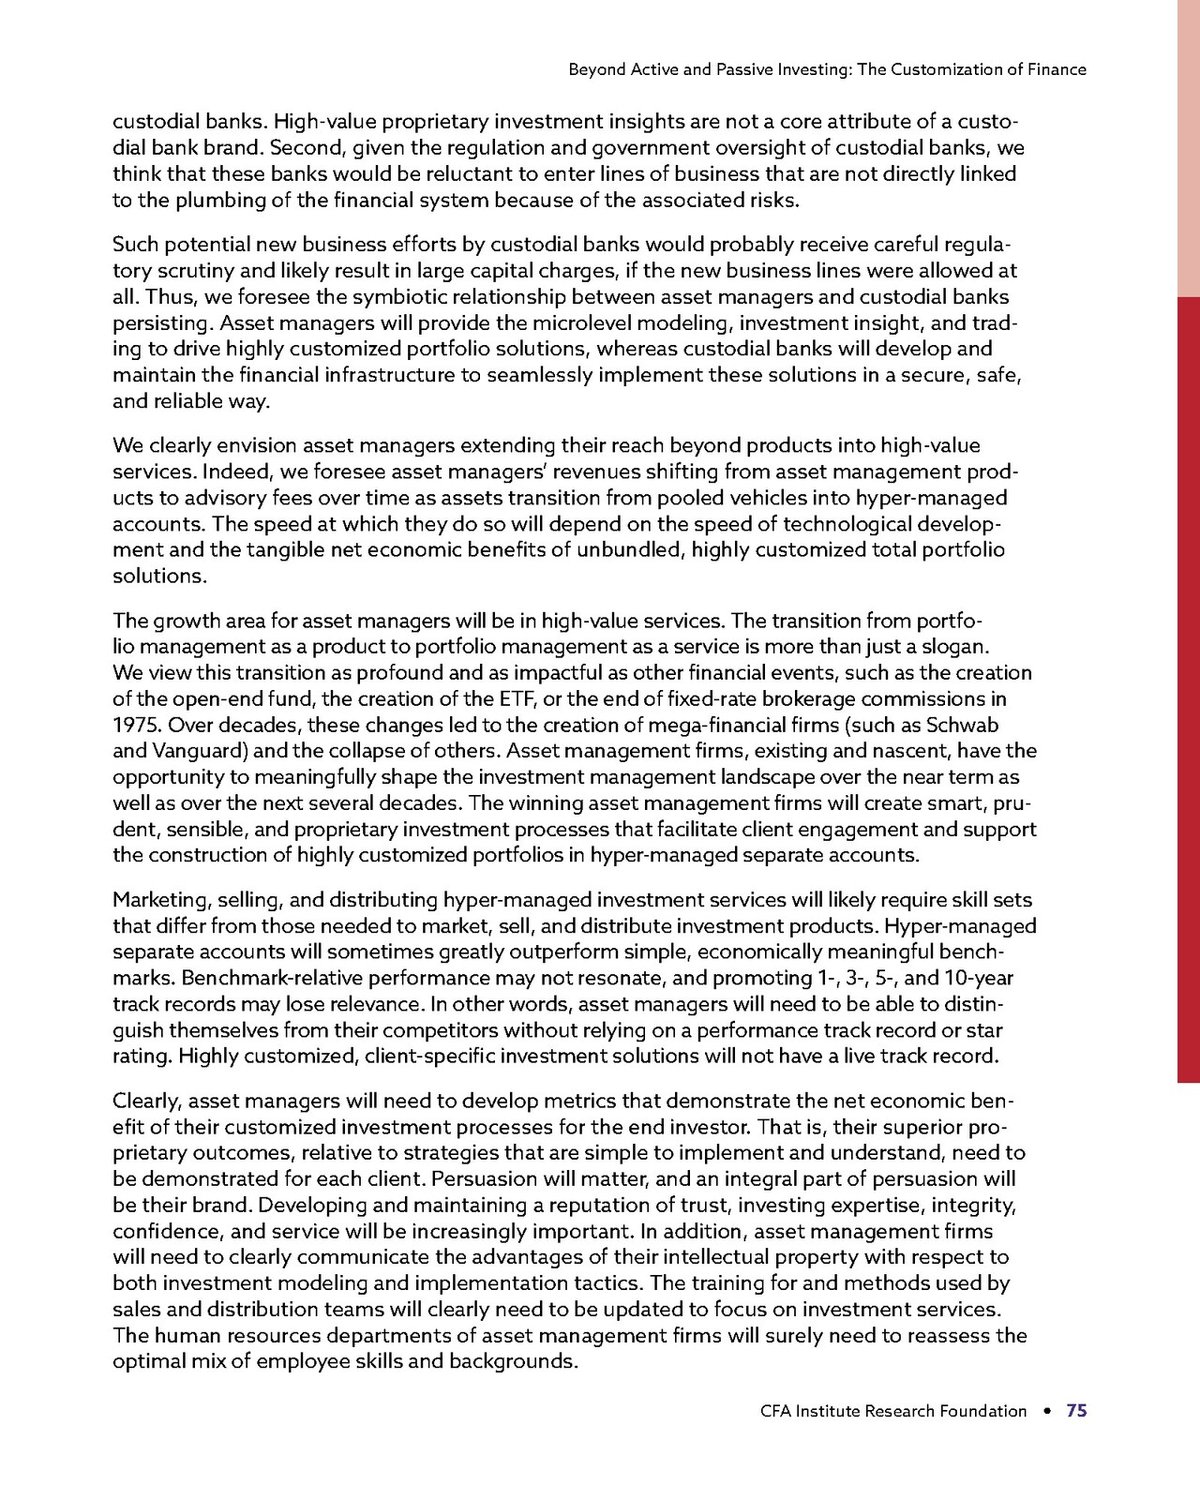 Beyond Active and Passive Investing: The Customization of Finance
custodial banks. High-value proprietary investment insights are not a core attribute of a custo-
dial bank brand. Second, given the regulation and government oversight of custodial banks, we
think that these banks would be reluctant to enter lines of business that are not directly linked
to the plumbing of the financial system because of the associated risks.
Such potential new business efforts by custodial banks would probably receive careful regula-
tory scrutiny and likely result in large capital charges, if the new business lines were allowed at
all. Thus, we foresee the symbiotic relationship between asset managers and custodial banks
persisting. Asset managers will provide the microlevel modeling, investment insight, and trad-
ing to drive highly customized portfolio solutions, whereas custodial banks will develop and
maintain the financial infrastructure to seamlessly implement these solutions in a secure, safe,
and reliable way.
We clearly envision asset managers extending their reach beyond products into high-value
services. Indeed, we foresee asset managers’ revenues shifting from asset management prod-
ucts to advisory fees over time as assets transition from pooled vehicles into hyper-managed
accounts. The speed at which they do so will depend on the speed of technological develop-
ment and the tangible net economic benefits of unbundled, highly customized total portfolio
solutions.
The growth area for asset managers will be in high-value services. The transition from portfo-
lio management as a product to portfolio management as a service is more than just a slogan.
We view this transition as profound and as impactful as other financial events, such as the creation
of the open-end fund, the creation of the ETF, or the end of fixed-rate brokerage commissions in
1975. Over decades, these changes led to the creation of mega-financial firms (such as Schwab
and Vanguard) and the collapse of others. Asset management firms, existing and nascent, have the
opportunity to meaningfully shape the investment management landscape over the near term as
well as over the next several decades. The winning asset management firms will create smart, pru-
dent, sensible, and proprietary investment processes that facilitate client engagement and support
the construction of highly customized portfolios in hyper-managed separate accounts.
Marketing, selling, and distributing hyper-managed investment services will likely require skill sets
that differ from those needed to market, sell, and distribute investment products. Hyper-managed
separate accounts will sometimes greatly outperform simple, economically meaningful bench-
marks. Benchmark-relative performance may not resonate, and promoting 1-, 3-, 5-, and 10-year
track records may lose relevance. In other words, asset managers will need to be able to distin-
guish themselves from their competitors without relying on a performance track record or star
rating. Highly customized, client-specific investment solutions will not have a live track record.
Clearly, asset managers will need to develop metrics that demonstrate the net economic ben-
efit of their customized investment processes for the end investor. That is, their superior pro-
prietary outcomes, relative to strategies that are simple to implement and understand, need to
be demonstrated for each client. Persuasion will matter, and an integral part of persuasion will
be their brand. Developing and maintaining a reputation of trust, investing expertise, integrity,
confidence, and service will be increasingly important. In addition, asset management firms
will need to clearly communicate the advantages of their intellectual property with respect to
both investment modeling and implementation tactics. The training for and methods used by
sales and distribution teams will clearly need to be updated to focus on investment services.
The human resources departments of asset management firms will surely need to reassess the
optimal mix of employee skills and backgrounds.
CFA Institute Research Foundation • 75